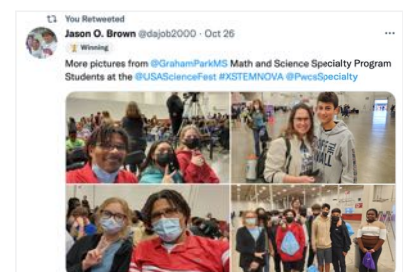 You Retweeted
Jason O. Brown @dajob2000 · Oct 26
Winning
More pictures from @GrahamParkMS Math and Science Specialty Program
Students at the @USAScienceFest #XSTEMNOVA @PwcsSpecialty